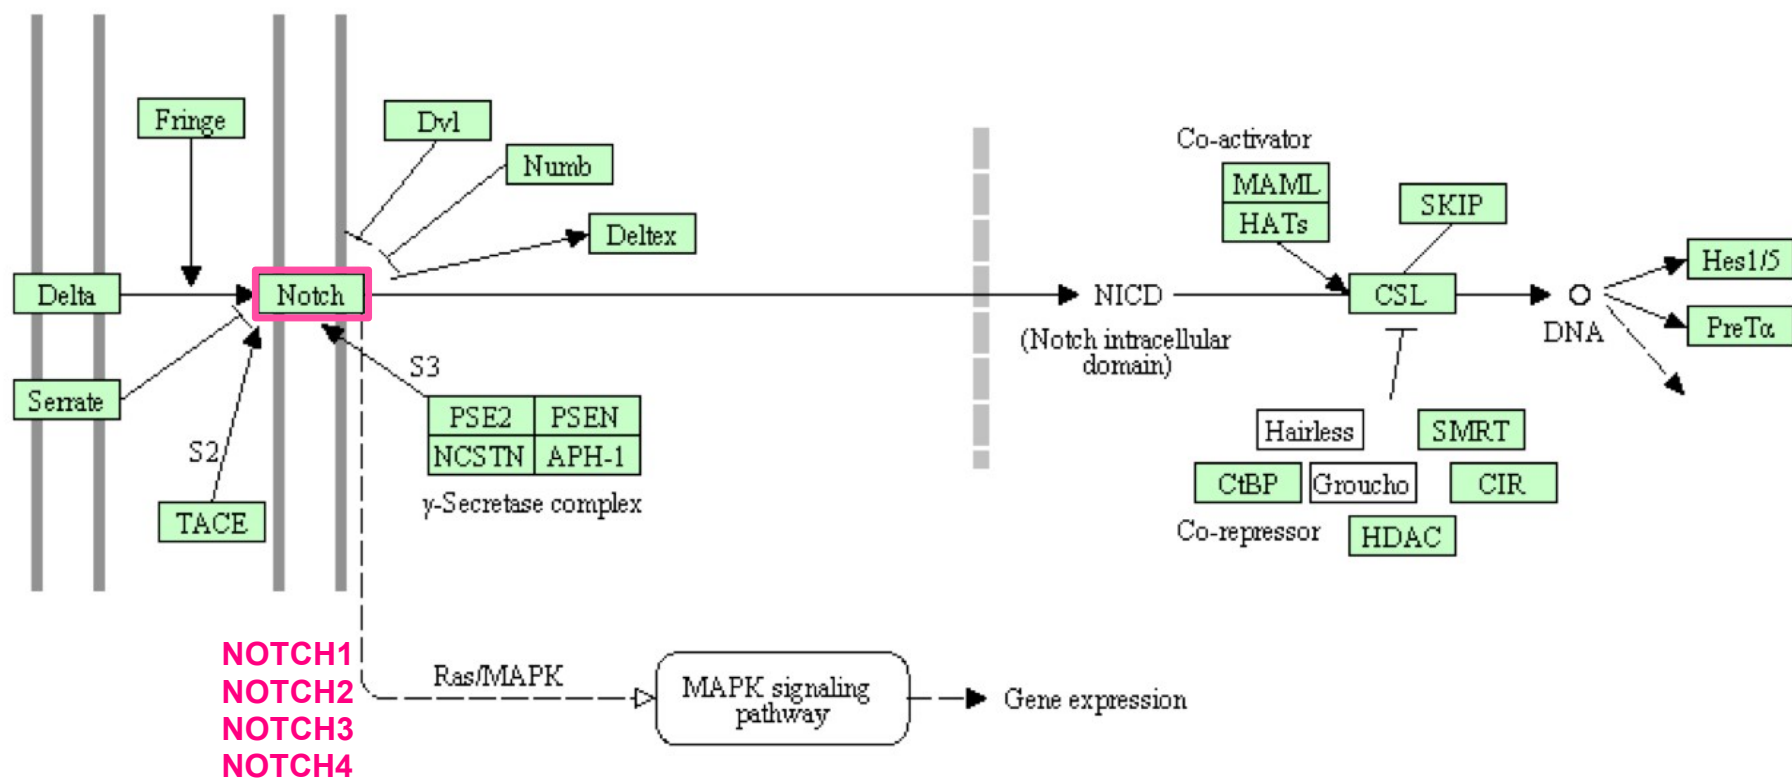 Fringe
Dvl
Numb
Deltex
Delta
Notch
Serrate
S2
TACE
S3
PSE2 PSEN
NCSTN APH-1
γ-Secretase complex
NICD
(Notch intracellular
domain)
Co-activator
MAML
HATs
SKIP
CSL
DNA
Hes1/5
PreTα
Hairless
SMRT
CtBP
Groucho
CIR
Co-repressor
HDAC
NOTCH1
NOTCH2
NOTCH3
NOTCH4
Ras/MAPK
MAPK signaling
pathway
Gene expression